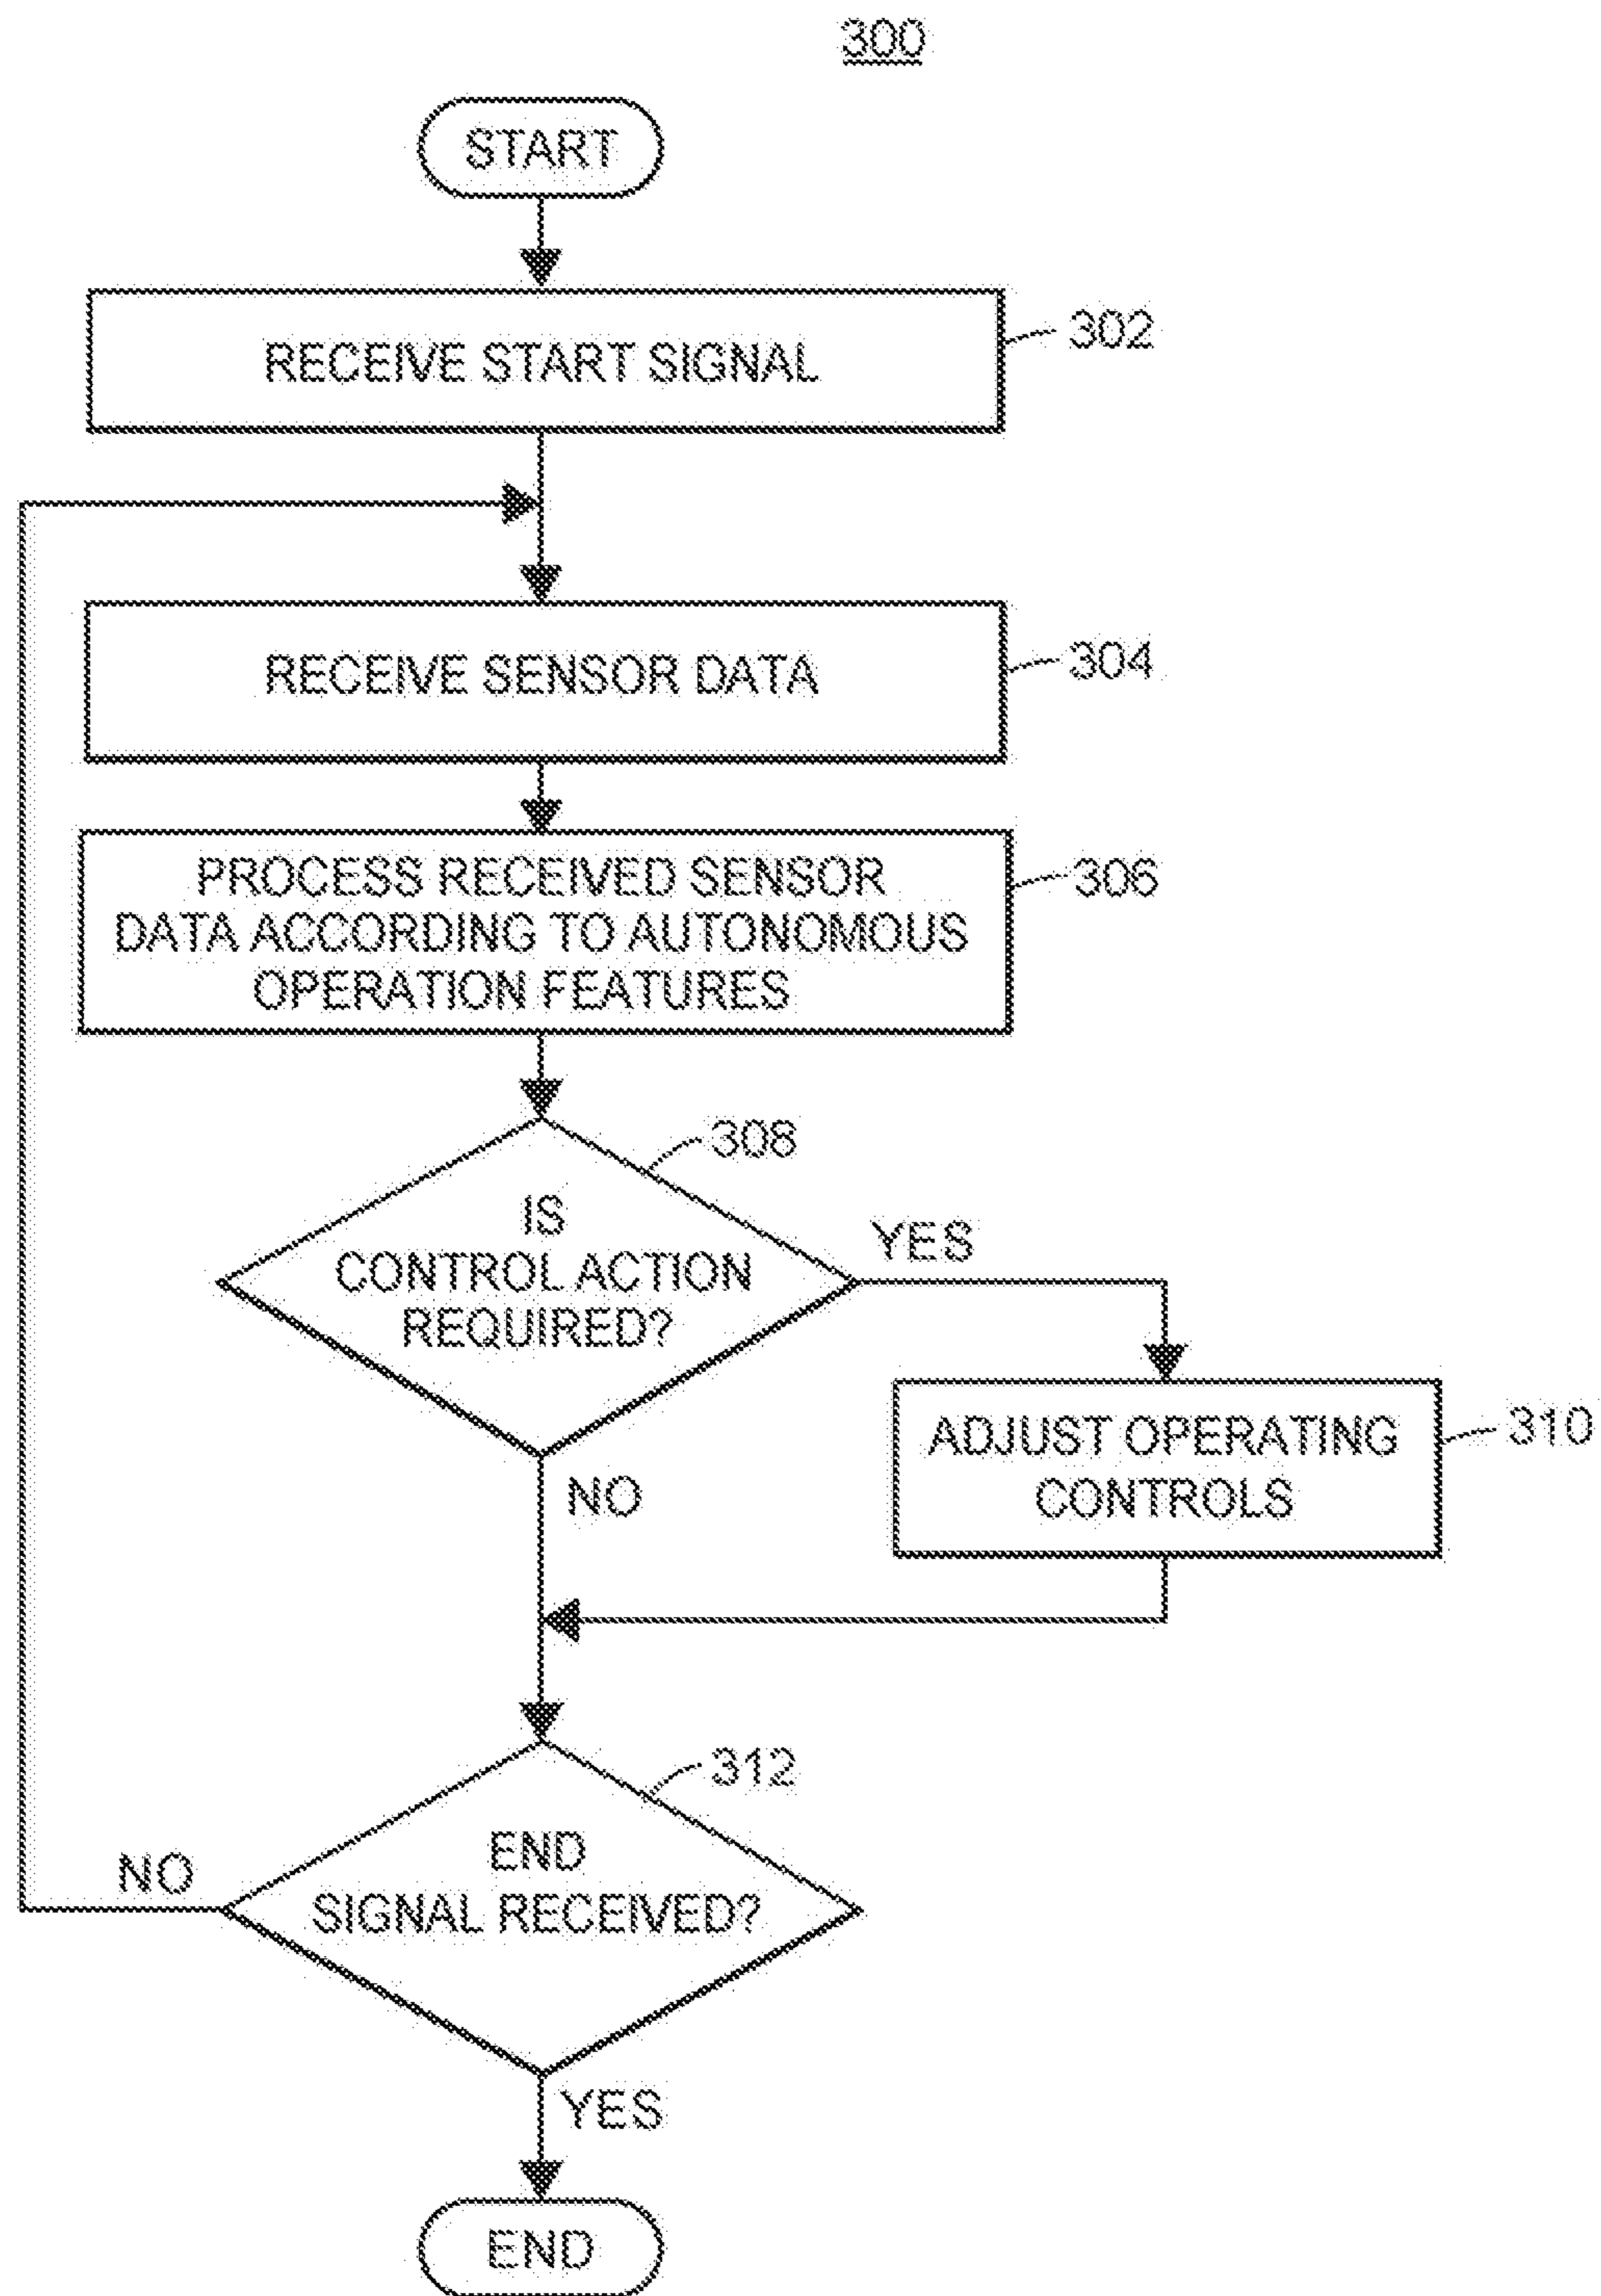 300
START
RECEIVE START SIGNAL
302
RECEIVE SENSOR DATA
304
PROCESS RECEIVED SENSOR
DATA ACCORDING TO AUTONOMOUS
OPERATION FEATURES
306
308
IS
CONTROL ACTION
REQUIRED?
YES
NO
ADJUST OPERATING
CONTROLS
310
312
END
SIGNAL RECEIVED?
NO
YES
END